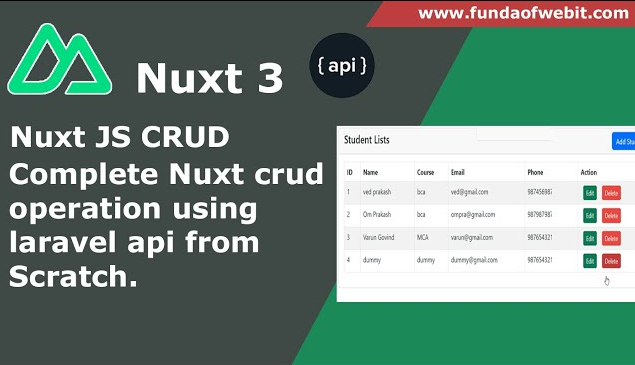 www.fundaofwebit.com
Nuxt 3
{ api }
Nuxt JS CRUD
Complete Nuxt crud
operation using
laravel api from
Scratch.
Student Lists
Add Stu
ID Name Course Email Phone Action
1 ved prakash bca ved@gmail.com 987456987 Edit Delete
2 Om Prakash bca ompra@gmail.com 987987987 Edit Delete
3 Varun Govind MCA varun@gmail.com 987654321 Edit Delete
4 dummy dummy dummy@gmail.com 987654321 Edit Delete